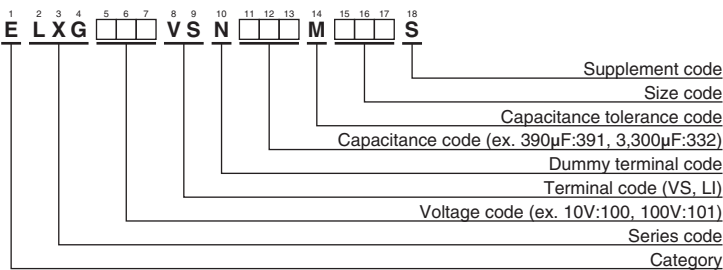 1 2 3 4 5 6 7 8 9 10 11 12 13 14 15 16 17 18
E L X G V S N M S
Supplement code
Size code
Capacitance tolerance code
Capacitance code (ex. 390μF:391, 3,300μF:332)
Dummy terminal code
Terminal code (VS, LI)
Voltage code (ex. 10V:100, 100V:101)
Series code
Category